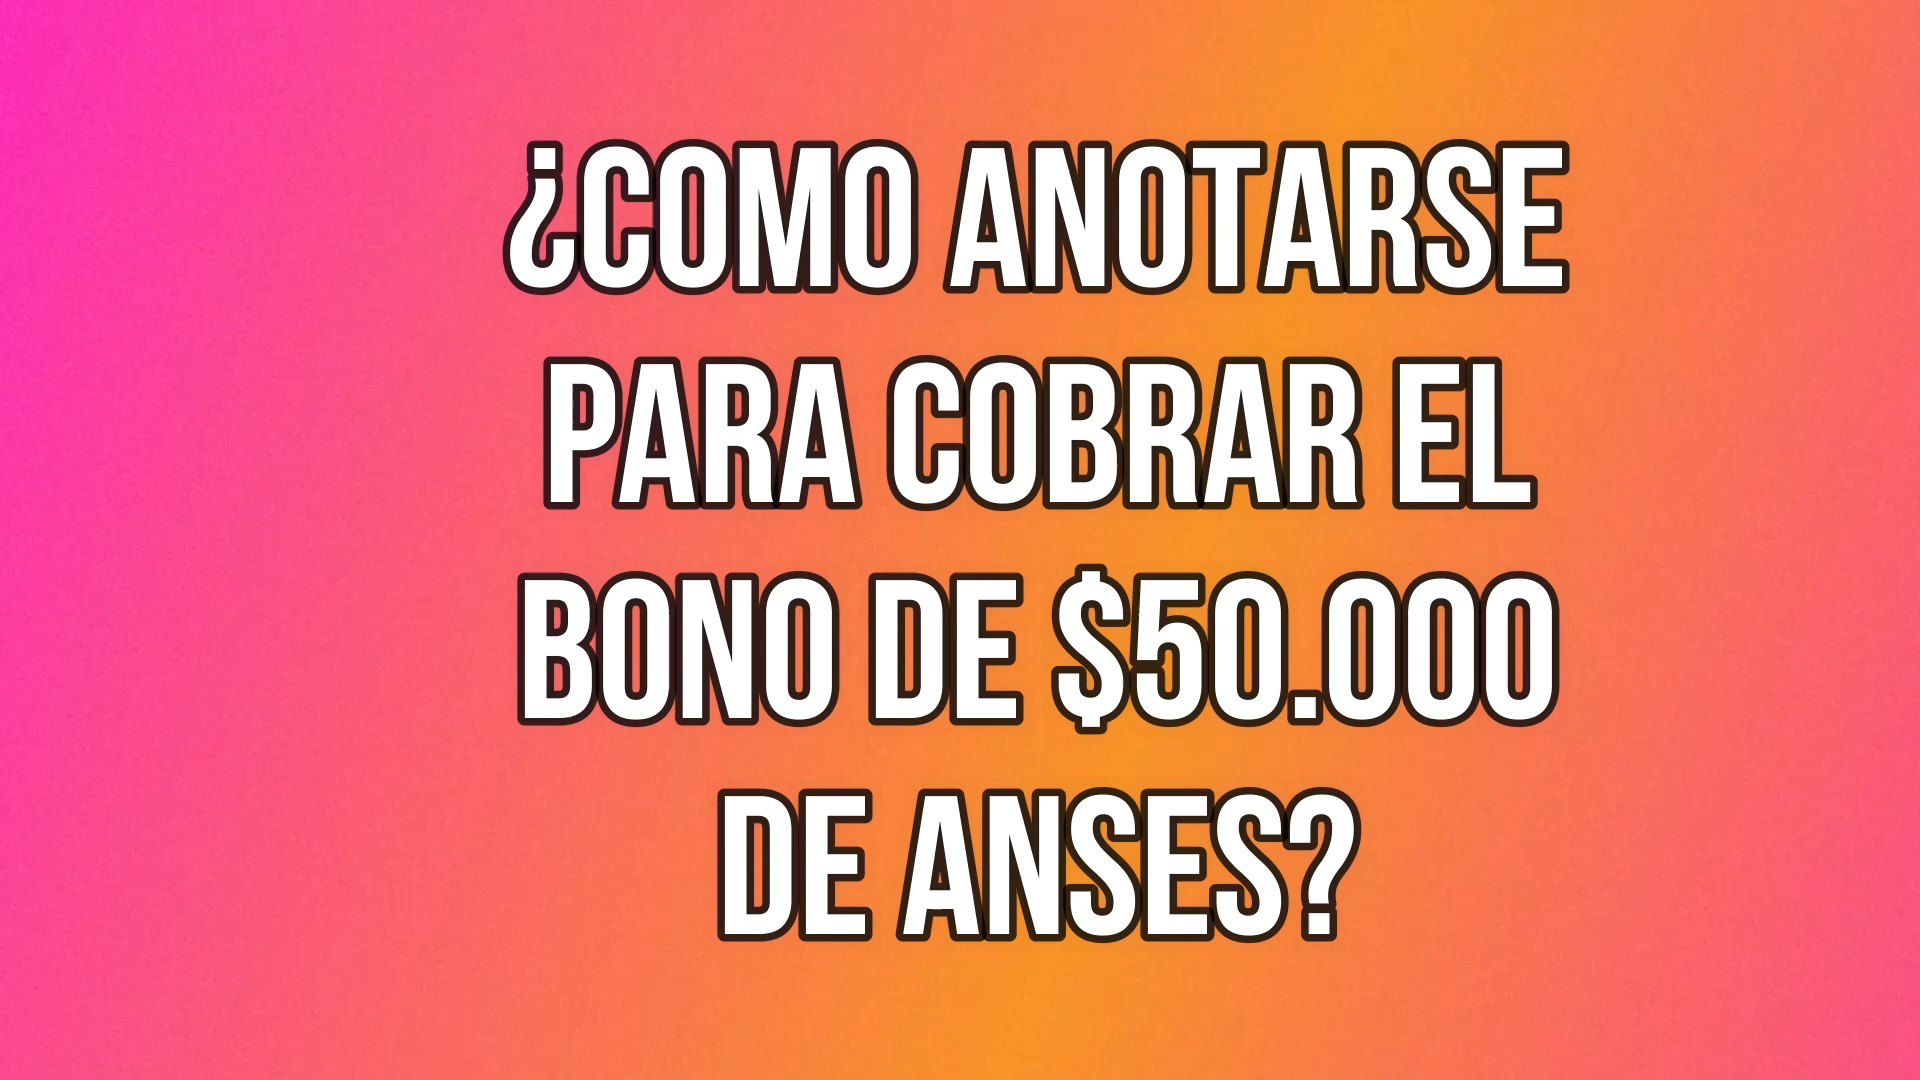 ¿COMO ANOTARSE
PARA COBRAR EL
BONO DE $50.000
DE ANSES?